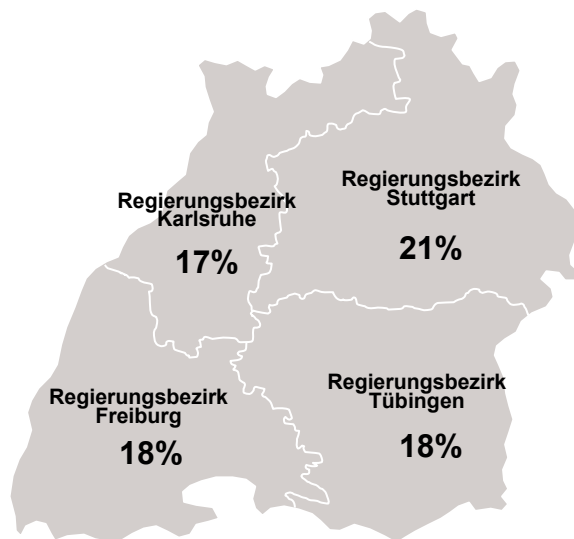 Regierungsbezirk
Stuttgart
21%
Regierungsbezirk
Karlsruhe
17%
Regierungsbezirk
Tübingen
18%
Regierungsbezirk
Freiburg
18%